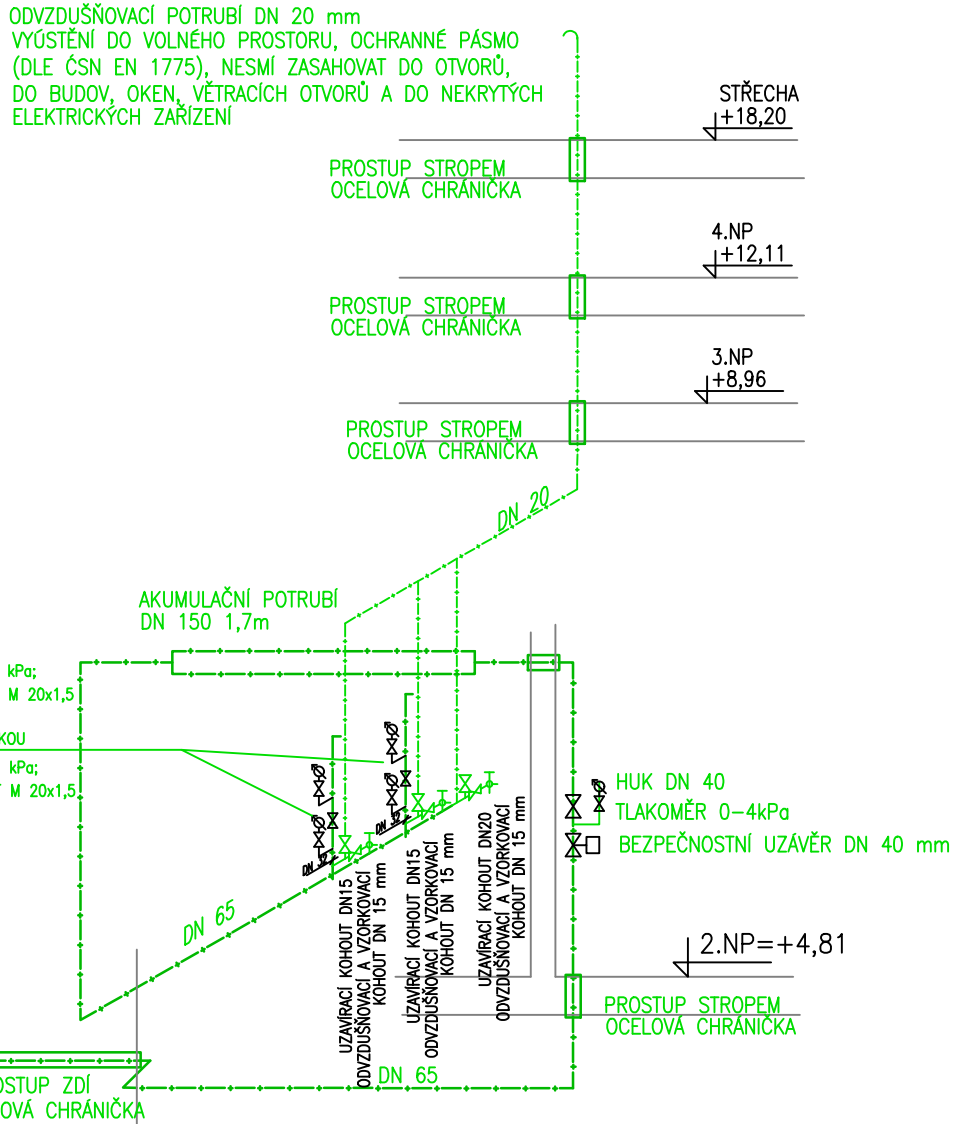 ODVZDUŠŇOVACÍ POTRUBÍ DN 20 mm
VYÚSTĚNÍ DO VOLNÉHO PROSTORU, OCHRANNÉ PÁSMO
(DLE ČSN EN 1775), NESMÍ ZASAHOVAT DO OTVORŮ,
DO BUDOV, OKEN, VĚTRACÍCH OTVORŮ A DO NEKRYTÝCH
ELEKTRICKÝCH ZAŘÍZENÍ
STŘECHA
+18,20
PROSTUP STROPEM
OCELOVÁ CHRÁNIČKA
4.NP
+12,11
PROSTUP STROPEM
OCELOVÁ CHRÁNIČKA
3.NP
+8,96
PROSTUP STROPEM
OCELOVÁ CHRÁNIČKA
DN 20
AKUMULAČNÍ POTRUBÍ
DN 150 1,7m
kPa;
M 20x1,5
KOU
kPa;
M 20x1,5
HUK DN 40
TLAKOMĚR 0-4kPa
BEZPEČNOSTNÍ UZÁVĚR DN 40 mm
DN 32
DN 32
DN 65
UZAVÍRACÍ KOHOUT DN15
ODVZDUŠŇOVACÍ A VZORKOVACÍ
KOHOUT DN 15 mm
UZAVÍRACÍ KOHOUT DN15
ODVZDUŠŇOVACÍ A VZORKOVACÍ
KOHOUT DN 15 mm
UZAVÍRACÍ KOHOUT DN20
ODVZDUŠŇOVACÍ A VZORKOVACÍ
KOHOUT DN 15 mm
2.NP=+4,81
PROSTUP STROPEM
OCELOVÁ CHRÁNIČKA
DN 65
OSTUP ZDÍ
OVÁ CHRÁNIČKA